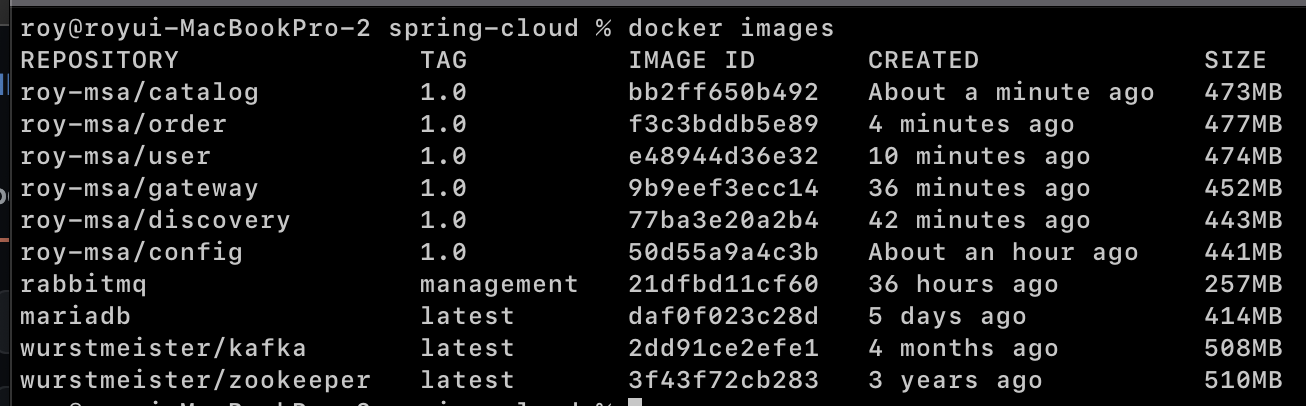 roy@royui-MacBookPro-2 spring-cloud % docker images
REPOSITORY TAG IMAGE ID CREATED SIZE
roy-msa/catalog 1.0 bb2ff650b492 About a minute ago 473MB
roy-msa/order 1.0 f3c3bddb5e89 4 minutes ago 477MB
roy-msa/user 1.0 e48944d36e32 10 minutes ago 474MB
roy-msa/gateway 1.0 9b9eef3ecc14 36 minutes ago 452MB
roy-msa/discovery 1.0 77ba3e20a2b4 42 minutes ago 443MB
roy-msa/config 1.0 50d55a9a4c3b About an hour ago 441MB
rabbitmq management 21dfbd11cf60 36 hours ago 257MB
mariadb latest daf0f023c28d 5 days ago 414MB
wurstmeister/kafka latest 2dd91ce2efe1 4 months ago 508MB
wurstmeister/zookeeper latest 3f43f72cb283 3 years ago 510MB